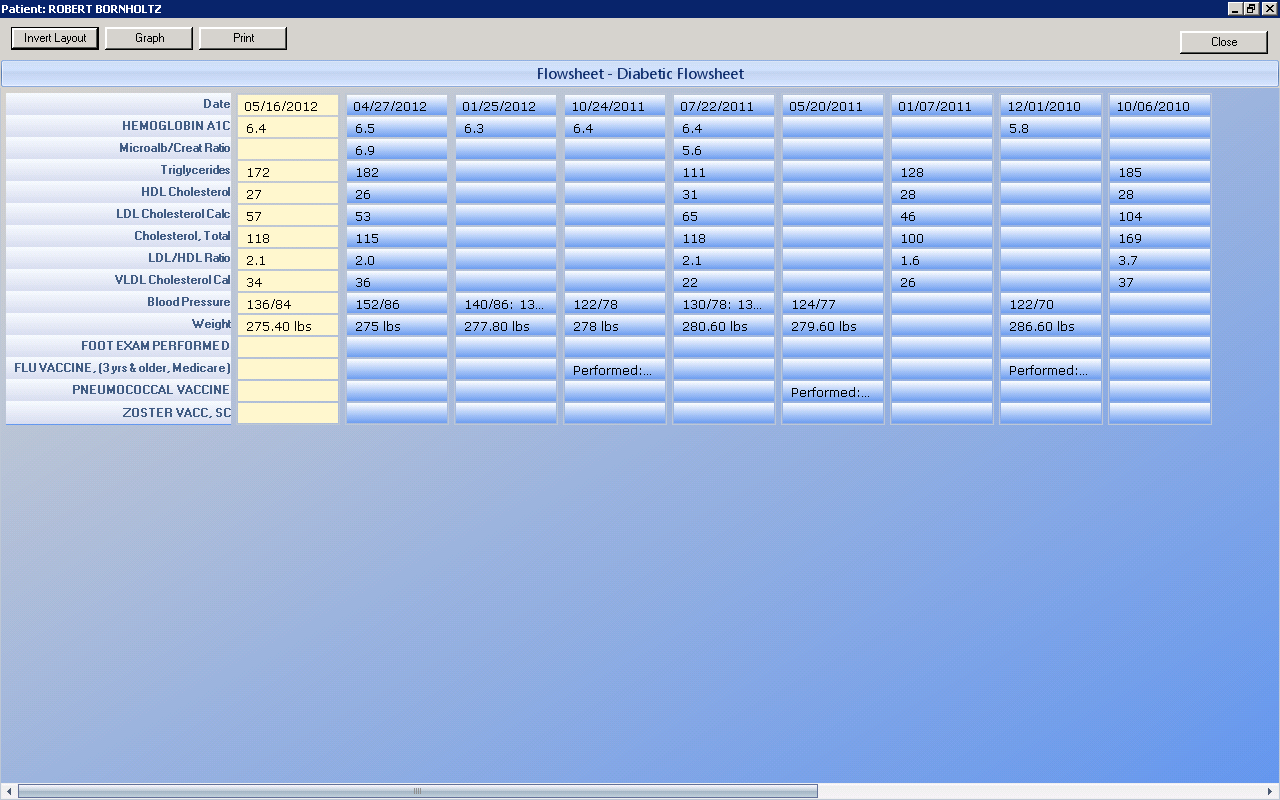 Patient: ROBERT BORNHOLTZ
Invert Layout Graph Print Close
Flowsheet - Diabetic Flowsheet
Date 05/16/2012 04/27/2012 01/25/2012 10/24/2011 07/22/2011 05/20/2011 01/07/2011 12/01/2010 10/06/2010
HEMOGLOBIN A1C 6.4 6.5 6.3 6.4 6.4 5.8
Microalb/Creat Ratio 6.9 5.6
Triglycerides 172 182 111 128 185
HDL Cholesterol 27 26 31 28 28
LDL Cholesterol Calc 57 53 65 46 104
Cholesterol, Total 118 115 118 100 169
LDL/HDL Ratio 2.1 2.0 2.1 1.6 3.7
VLDL Cholesterol Cal 34 36 22 26 37
Blood Pressure 136/84 152/86 140/86: 13... 122/78 130/78: 13... 124/77 122/70
Weight 275.40 lbs 275 lbs 277.80 lbs 278 lbs 280.60 lbs 279.60 lbs 286.60 lbs
FOOT EXAM PERFORMED
FLU VACCINE, (3 yrs & older, Medicare) Performed:... Performed:...
PNEUMOCOCCAL VACCINE Performed:...
ZOSTER VACC, SC